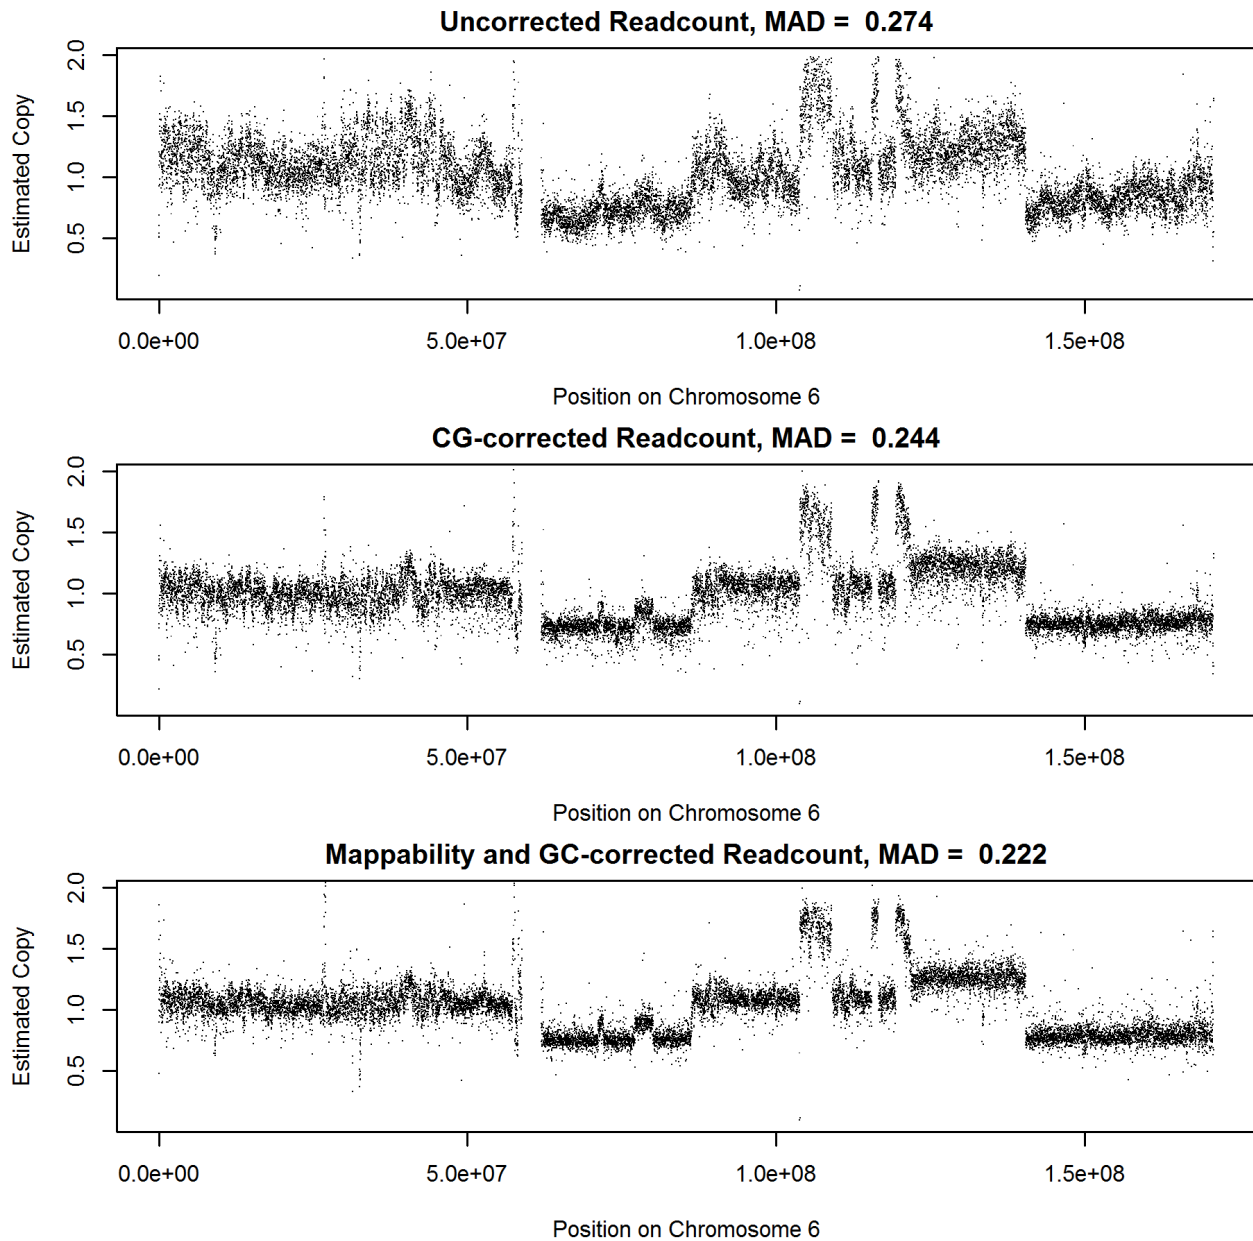 Uncorrected Readcount, MAD =  0.274
2.0
1.5
1.0
0.5
Estimated Copy
0.0e+00 5.0e+07 1.0e+08 1.5e+08
Position on Chromosome 6
CG-corrected Readcount, MAD =  0.244
2.0
1.5
1.0
0.5
Estimated Copy
0.0e+00 5.0e+07 1.0e+08 1.5e+08
Position on Chromosome 6
Mappability and GC-corrected Readcount, MAD =  0.222
2.0
1.5
1.0
0.5
Estimated Copy
0.0e+00 5.0e+07 1.0e+08 1.5e+08
Position on Chromosome 6